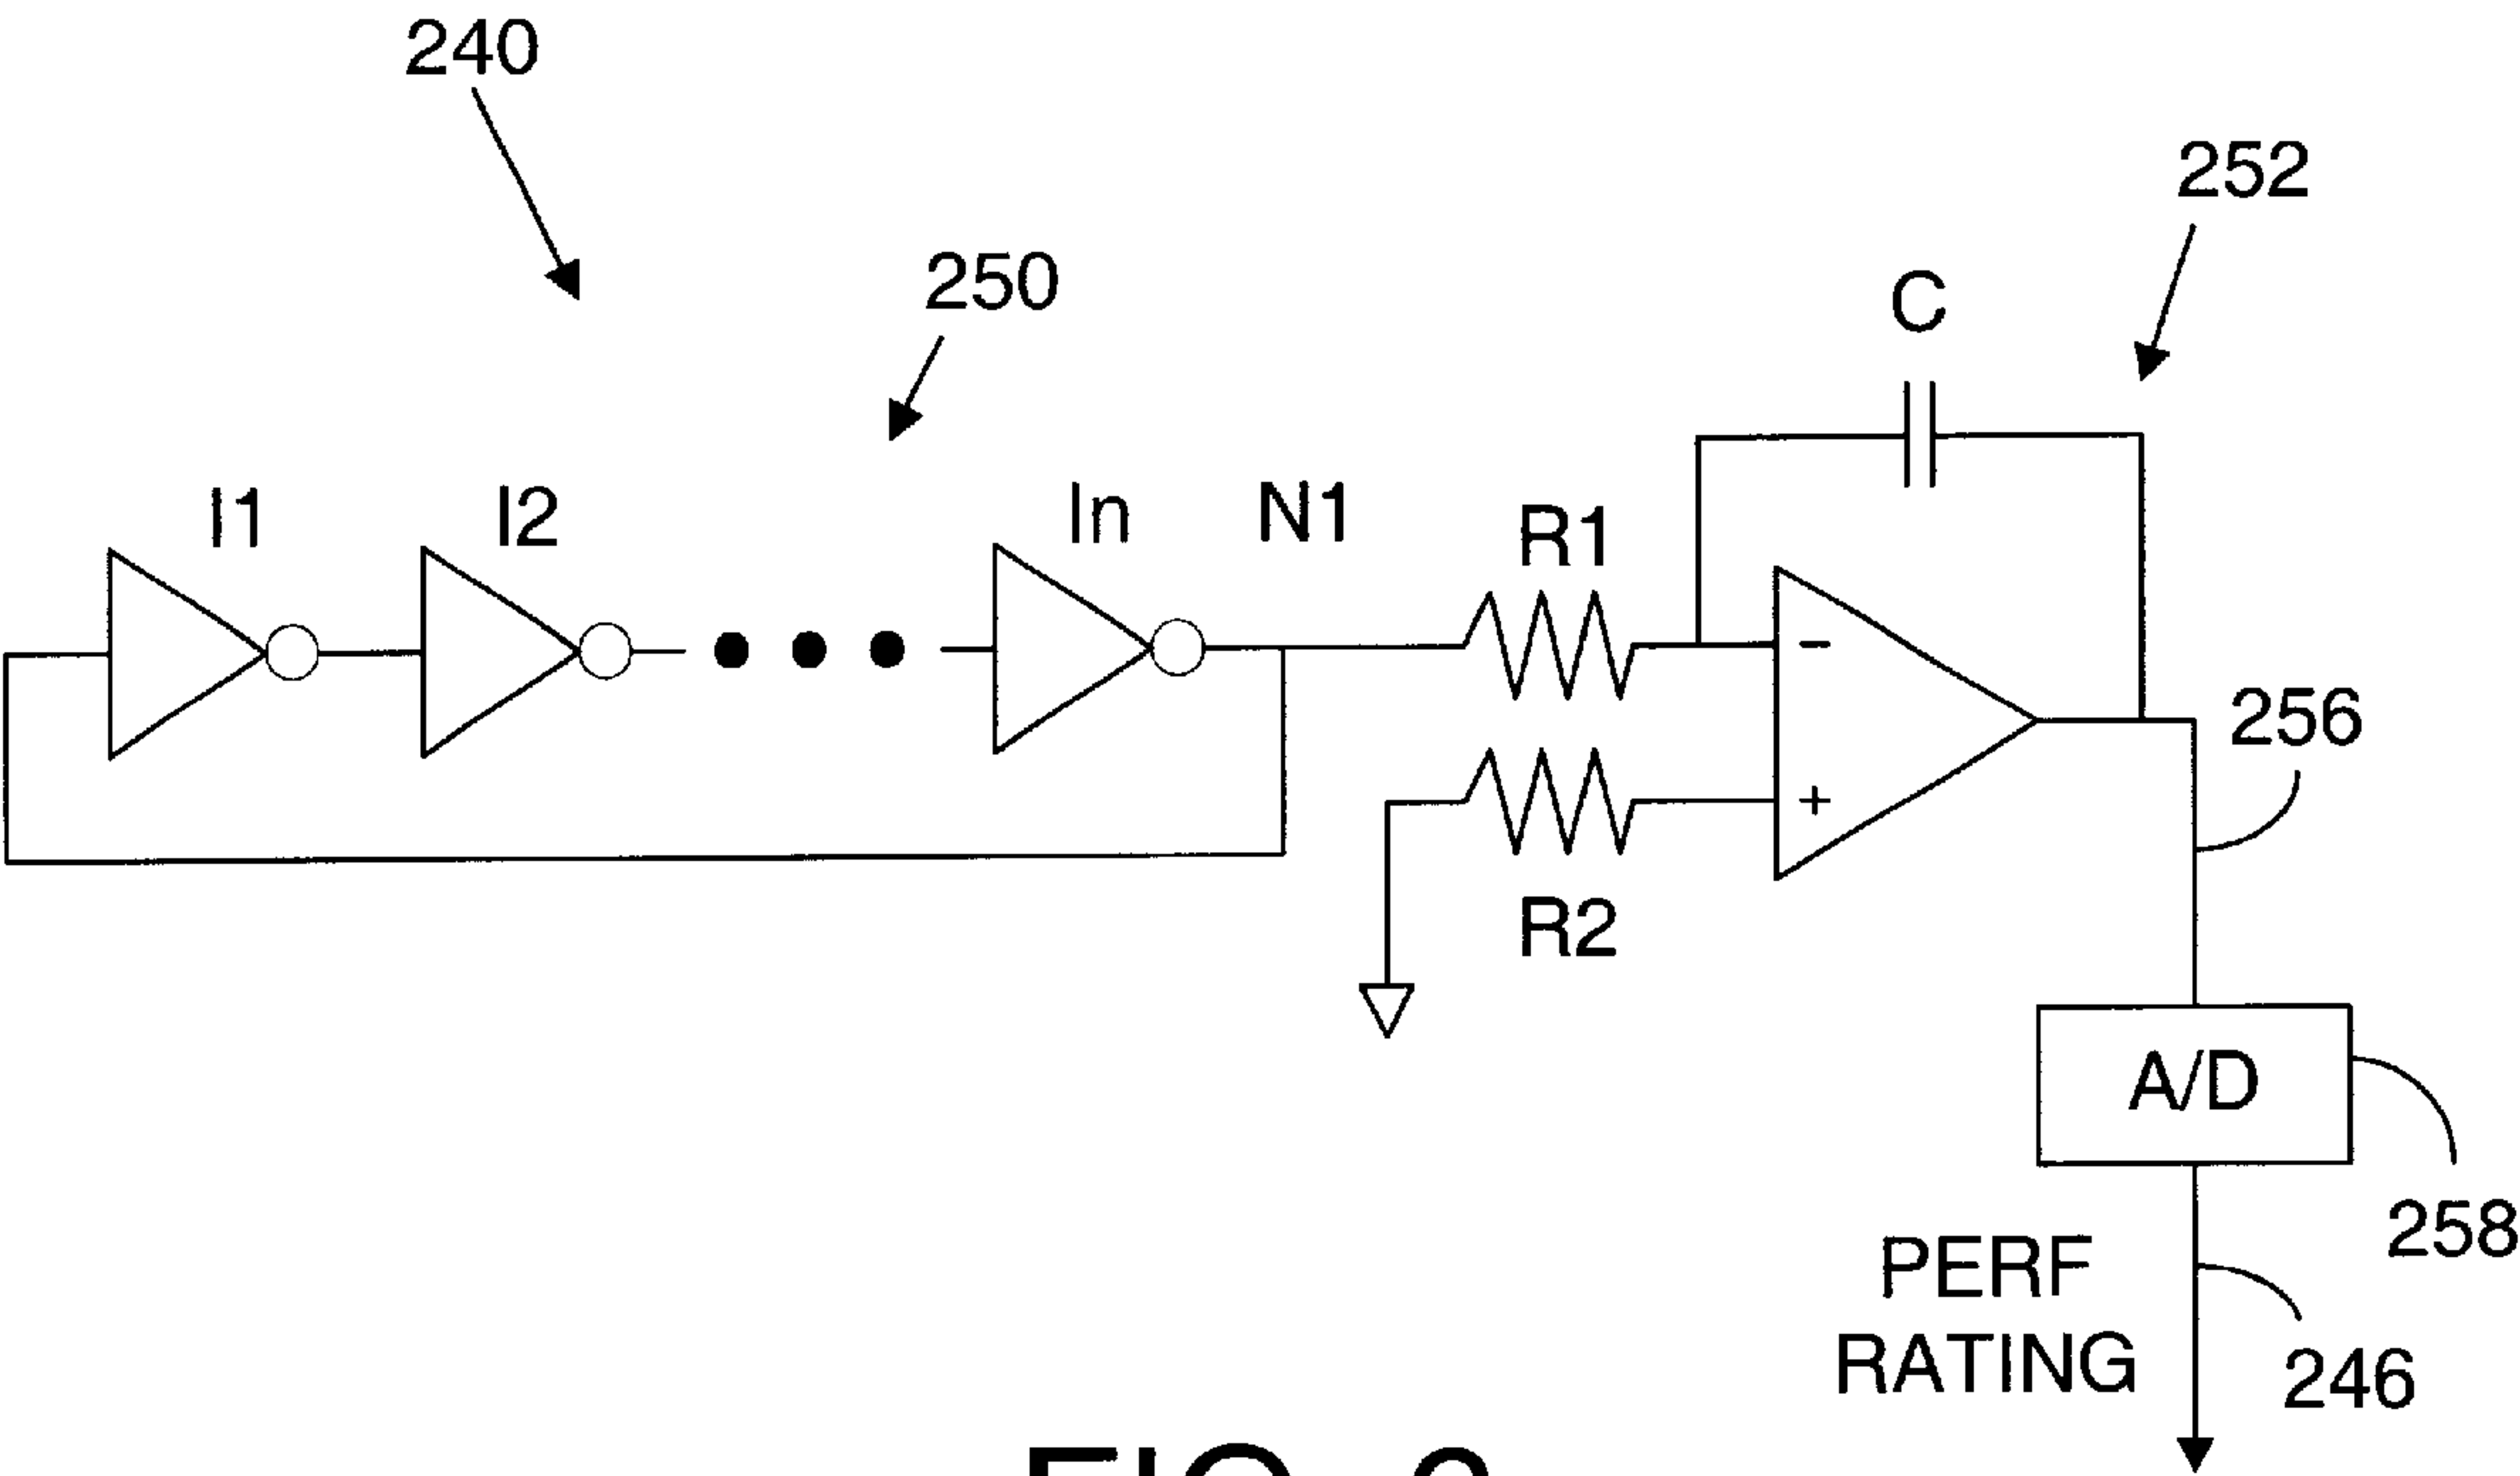 240
252
250
C
I1
I2
In
N1
R1
−
256
+
R2
A/D
258
PERF
RATING
246